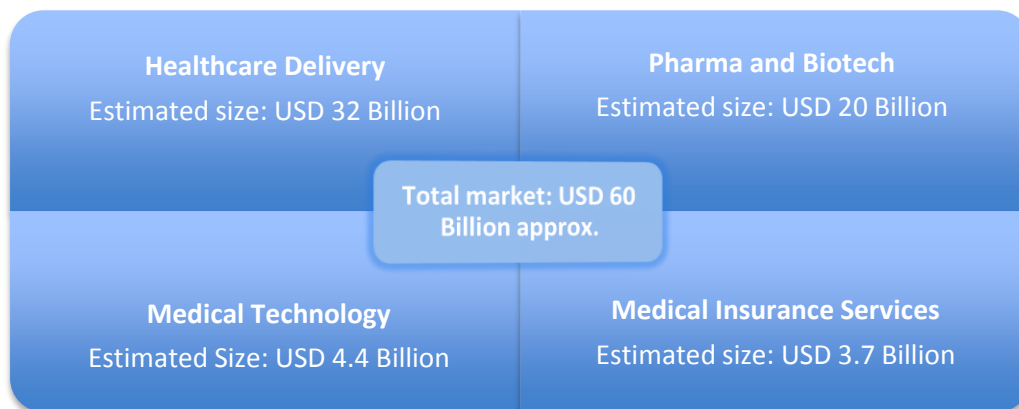 Healthcare Delivery
Estimated size: USD 32 Billion
Pharma and Biotech
Estimated size: USD 20 Billion
Total market: USD 60
Billion approx.
Medical Technology
Estimated Size: USD 4.4 Billion
Medical Insurance Services
Estimated size: USD 3.7 Billion